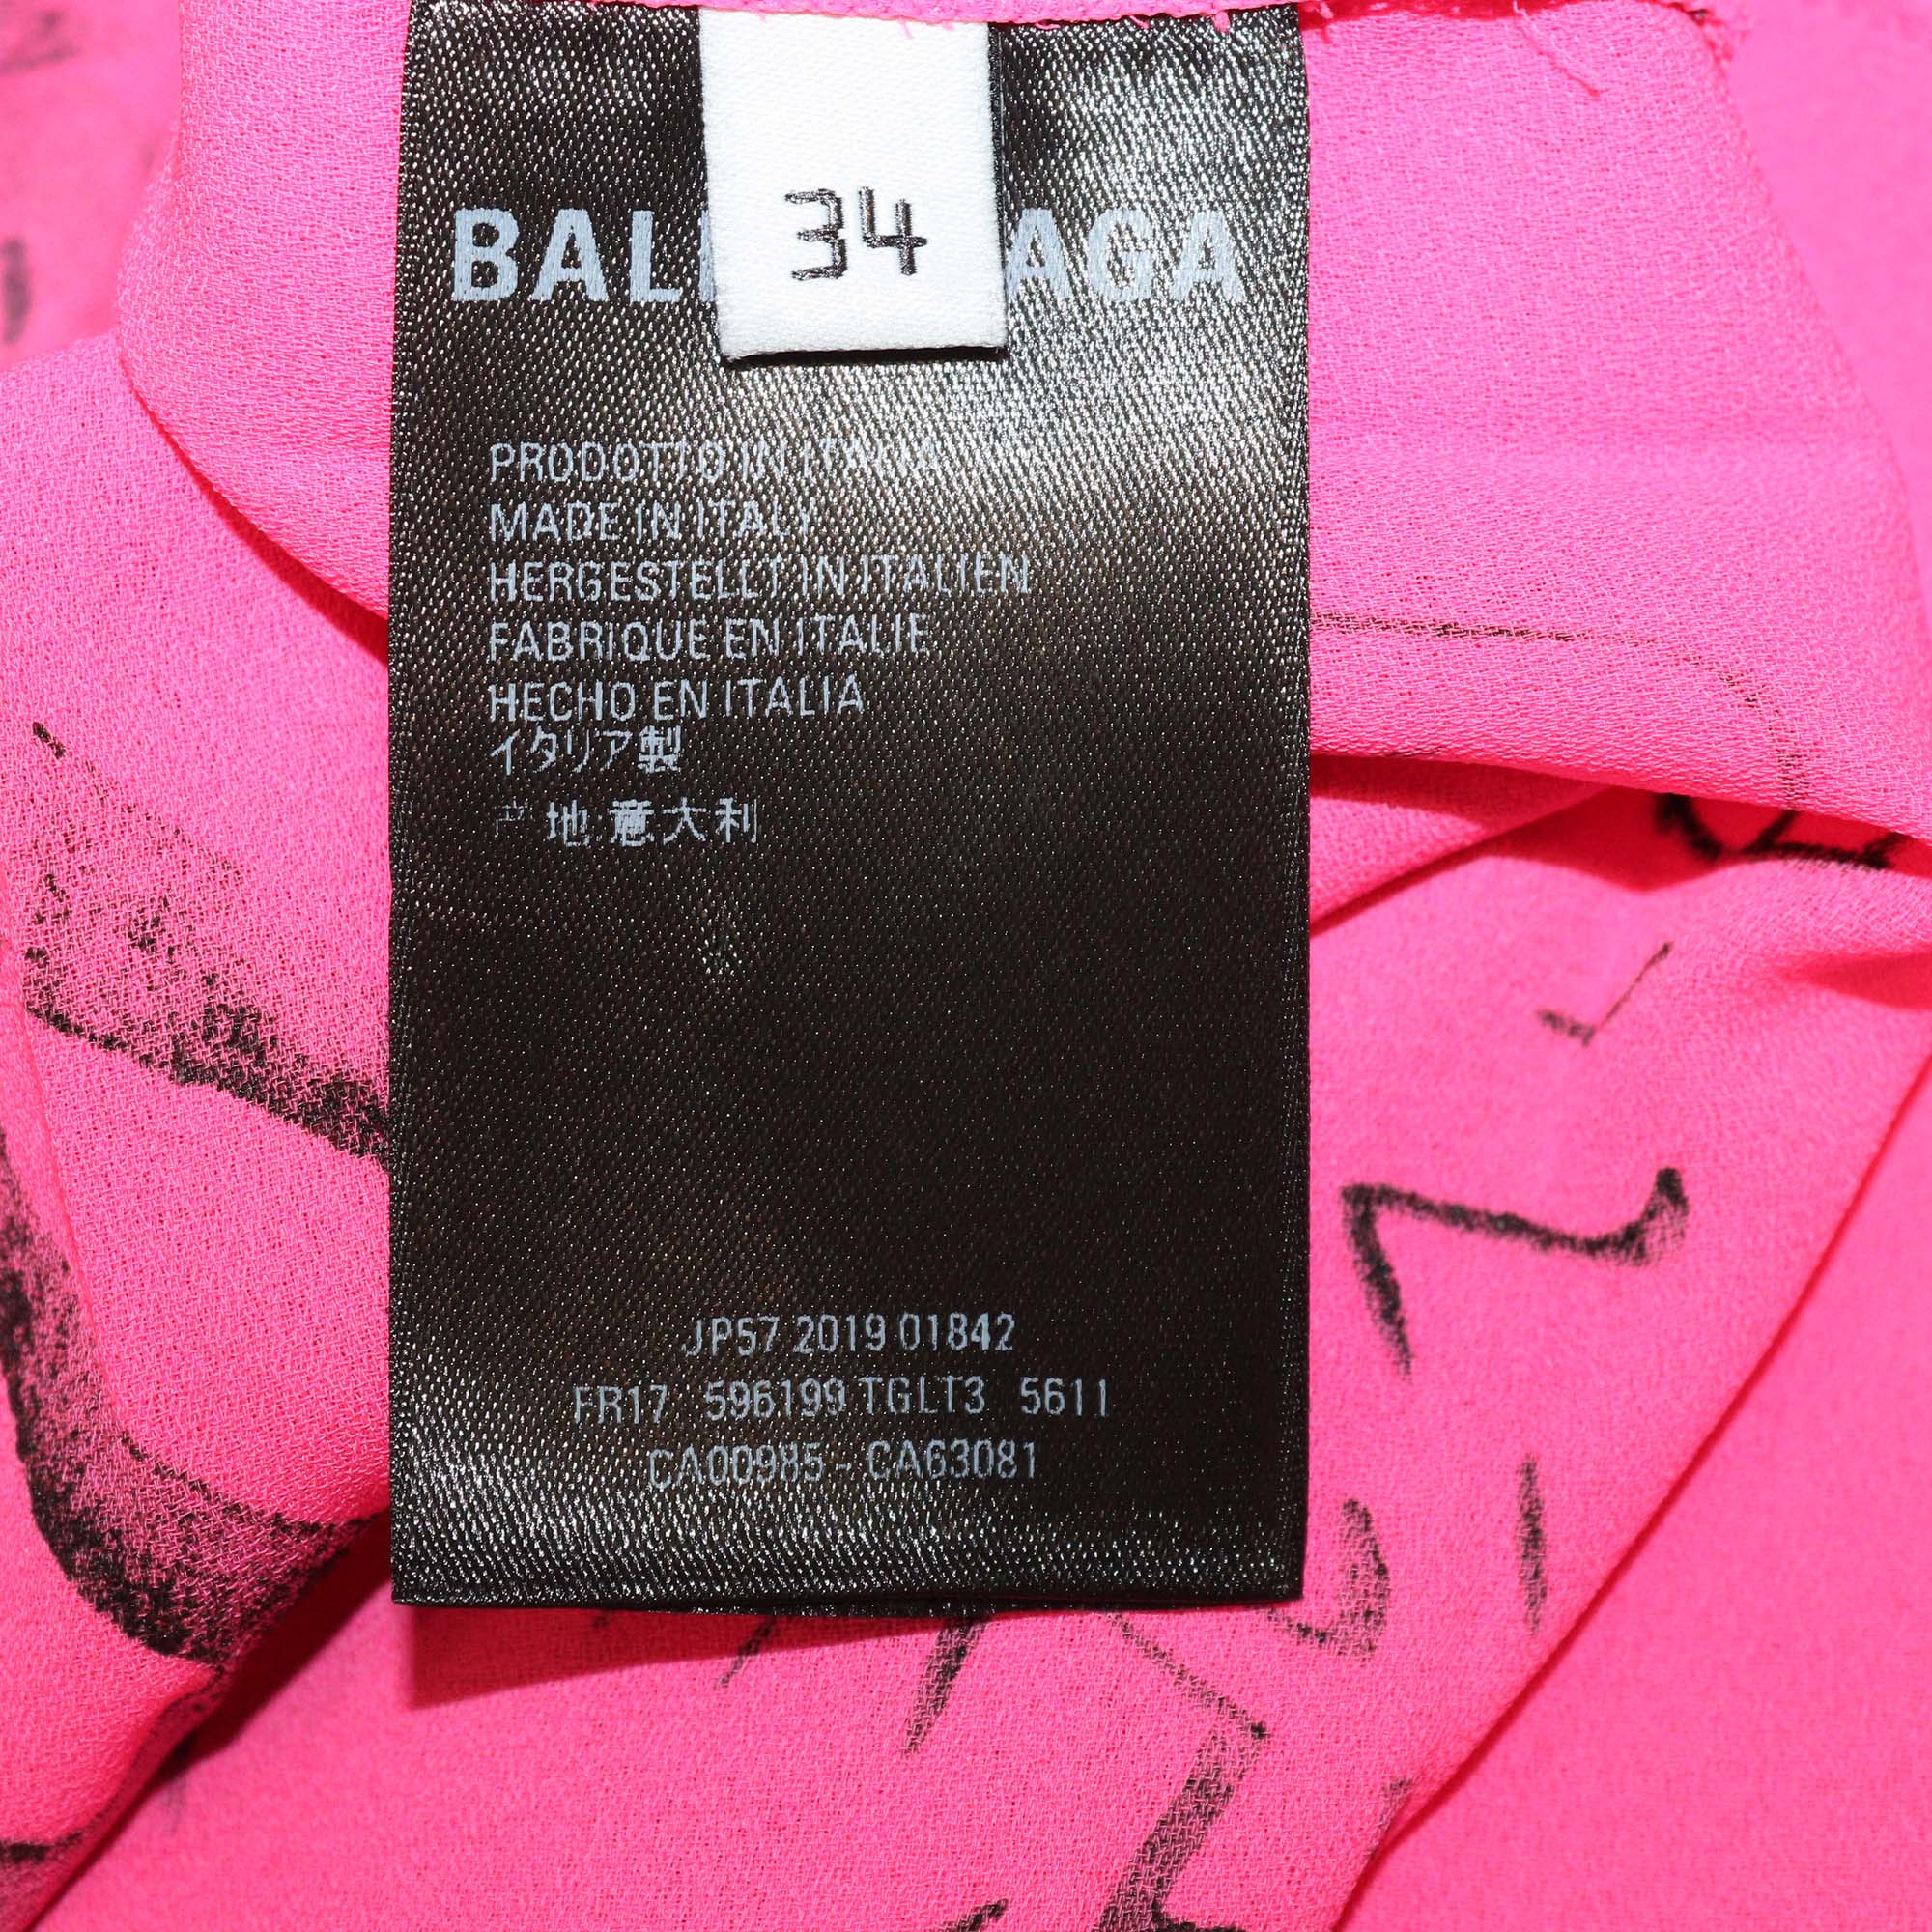 34
BAL AGA
PRODOTTO IN ITALIA
MADE IN ITALY
HERGESTELLT IN ITALIEN
FABRIQUE EN ITALIE
HECHO EN ITALIA
イタリア製
产地 意大利
JP57 2019 01842
FR17 596199 TGLT3 5611
CA00985 - CA63081